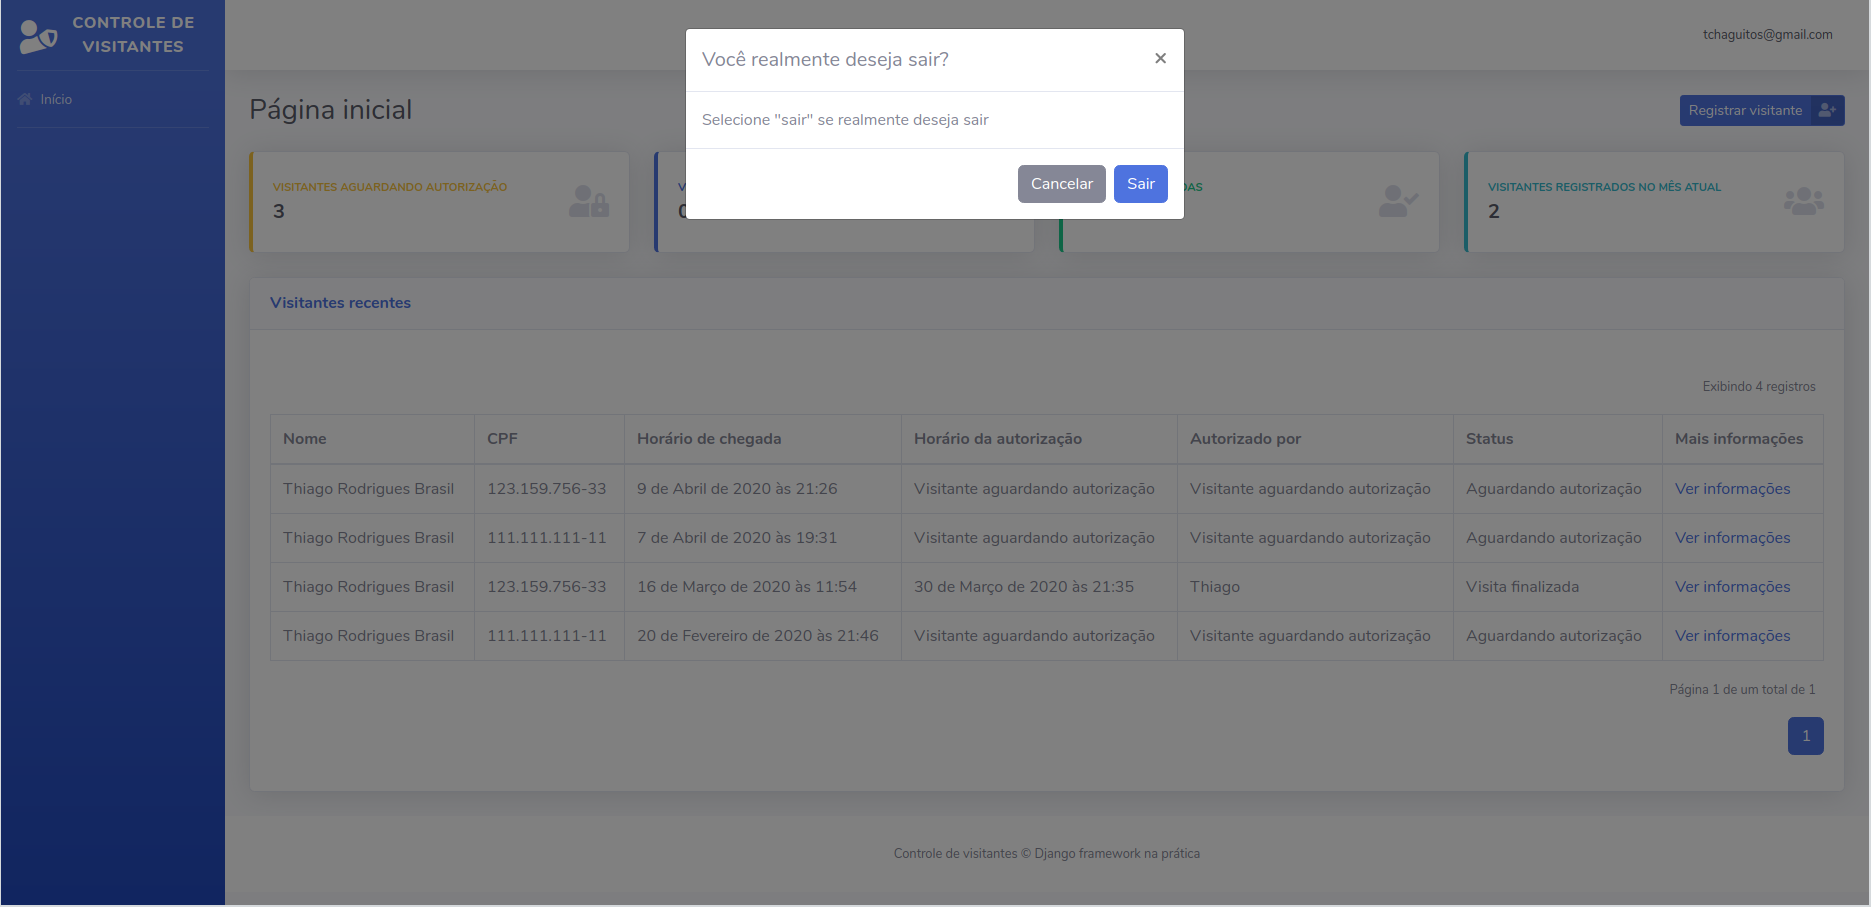 CONTROLE DE
VISITANTES
Início
tchaguitos@gmail.com
Você realmente deseja sair?
×
Selecione "sair" se realmente deseja sair
Cancelar
Sair
Página inicial
Registrar visitante
VISITANTES AGUARDANDO AUTORIZAÇÃO
3
VISITANTES REGISTRADOS NO MÊS ATUAL
2
Visitantes recentes
Exibindo 4 registros
Nome CPF Horário de chegada Horário da autorização Autorizado por Status Mais informações
Thiago Rodrigues Brasil 123.159.756-33 9 de Abril de 2020 às 21:26 Visitante aguardando autorização Visitante aguardando autorização Aguardando autorização Ver informações
Thiago Rodrigues Brasil 111.111.111-11 7 de Abril de 2020 às 19:31 Visitante aguardando autorização Visitante aguardando autorização Aguardando autorização Ver informações
Thiago Rodrigues Brasil 123.159.756-33 16 de Março de 2020 às 11:54 30 de Março de 2020 às 21:35 Thiago Visita finalizada Ver informações
Thiago Rodrigues Brasil 111.111.111-11 20 de Fevereiro de 2020 às 21:46 Visitante aguardando autorização Visitante aguardando autorização Aguardando autorização Ver informações
Página 1 de um total de 1
1
Controle de visitantes © Django framework na prática